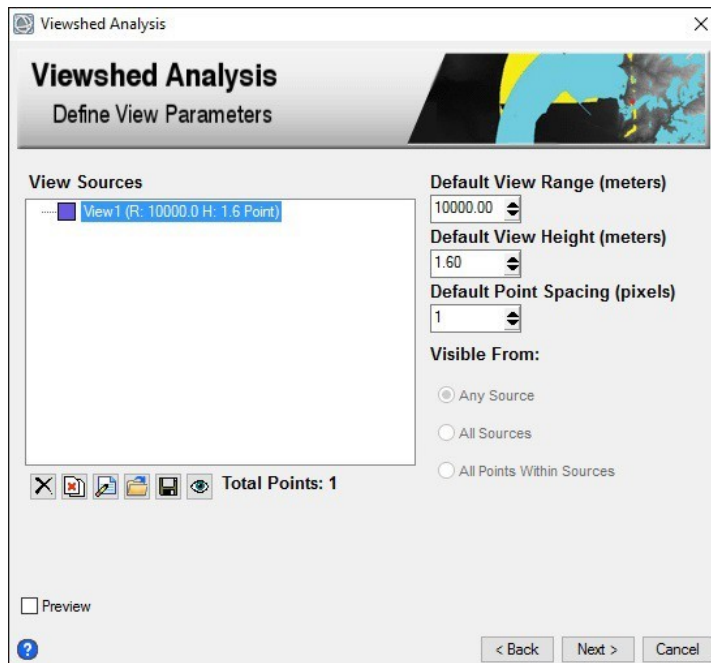 Viewshed Analysis
Viewshed Analysis
Define View Parameters
View Sources
View1 (R: 10000.0 H: 1.6 Point)
Total Points: 1
Default View Range (meters)
10000.00
Default View Height (meters)
1.60
Default Point Spacing (pixels)
1
Visible From:
Any Source
All Sources
All Points Within Sources
Preview
< Back Next > Cancel